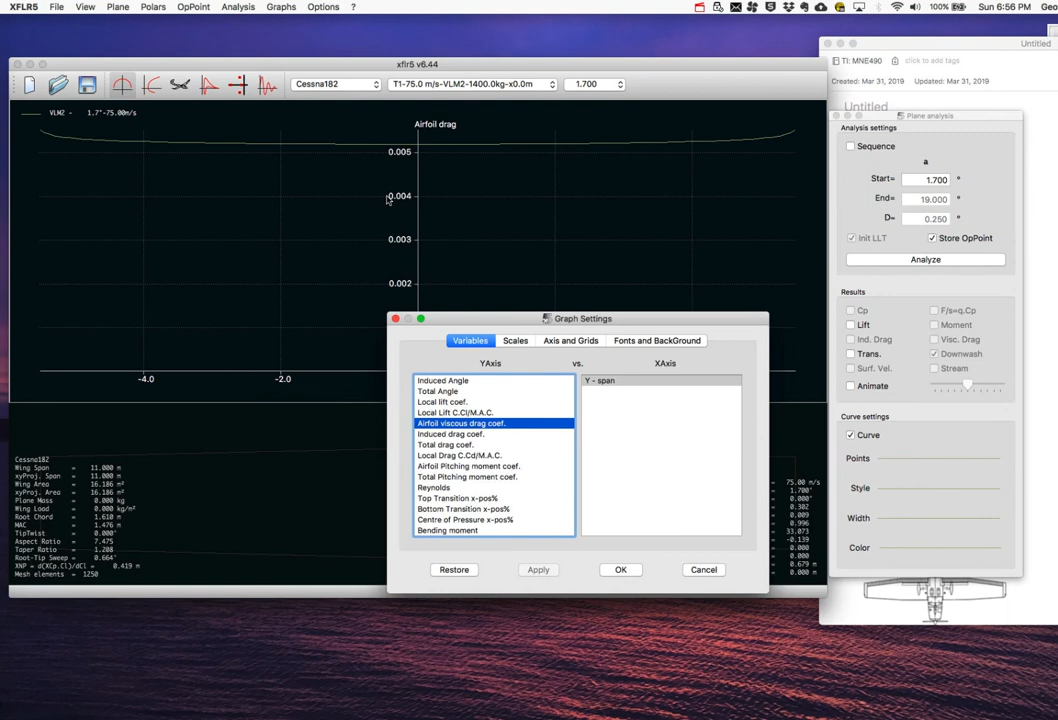 XFLR5 File View Plane Polars OpPoint Analysis Graphs Options ? 100% Sun 6:56 PM Geo
Untitled
TI: MNE490 click to add tags
Created: Mar 31, 2019 Updated: Mar 31, 2019
Untitled
xflr5 v6.44
Cessna182 T1-75.0 m/s-VLM2-1400.0kg-x0.0m 1.700
VLM2 - 1.7°-75.00m/s
Airfoil drag
0.005
0.004
0.003
0.002
-4.0 -2.0
Cessna182
Wing Span = 11.000 m
xyProj. Span = 11.000 m
Wing Area = 16.186 m²
xyProj. Area = 16.186 m²
Plane Mass = 0.000 kg
Wing Load = 0.000 kg/m²
Root Chord = 1.610 m
MAC = 1.476 m
TipTwist = 0.000°
Aspect Ratio = 7.475
Taper Ratio = 1.208
Root-Tip Sweep = 0.664°
XNP = d(XCp.Cl)/dCl = 0.419 m
Mesh elements = 1250
= 75.00 m/s
= 1.700°
= 0.000°
= 0.302
= 0.009
= 0.996
= 33.073
= -0.139
= 0.000
= 0.000
= 0.000
= 0.679 m
= 0.000 m
Graph Settings
Variables Scales Axis and Grids Fonts and Background
YAxis vs. XAxis
Induced Angle
Total Angle
Local lift coef.
Local Lift C.Cl/M.A.C.
Airfoil viscous drag coef.
Induced drag coef.
Total drag coef.
Local Drag C.Cd/M.A.C.
Airfoil Pitching moment coef.
Total Pitching moment coef.
Reynolds
Top Transition x-pos%
Bottom Transition x-pos%
Centre of Pressure x-pos%
Bending moment
Y - span
Restore Apply OK Cancel
Plane analysis
Analysis settings
Sequence
a
Start= 1.700 °
End= 19.000 °
D= 0.250 °
Init LLT Store OpPoint
Analyze
Results
Cp F/s=q.Cp
Lift Moment
Ind. Drag Visc. Drag
Trans. Downwash
Surf. Vel. Stream
Animate
Curve settings
Curve
Points
Style
Width
Color